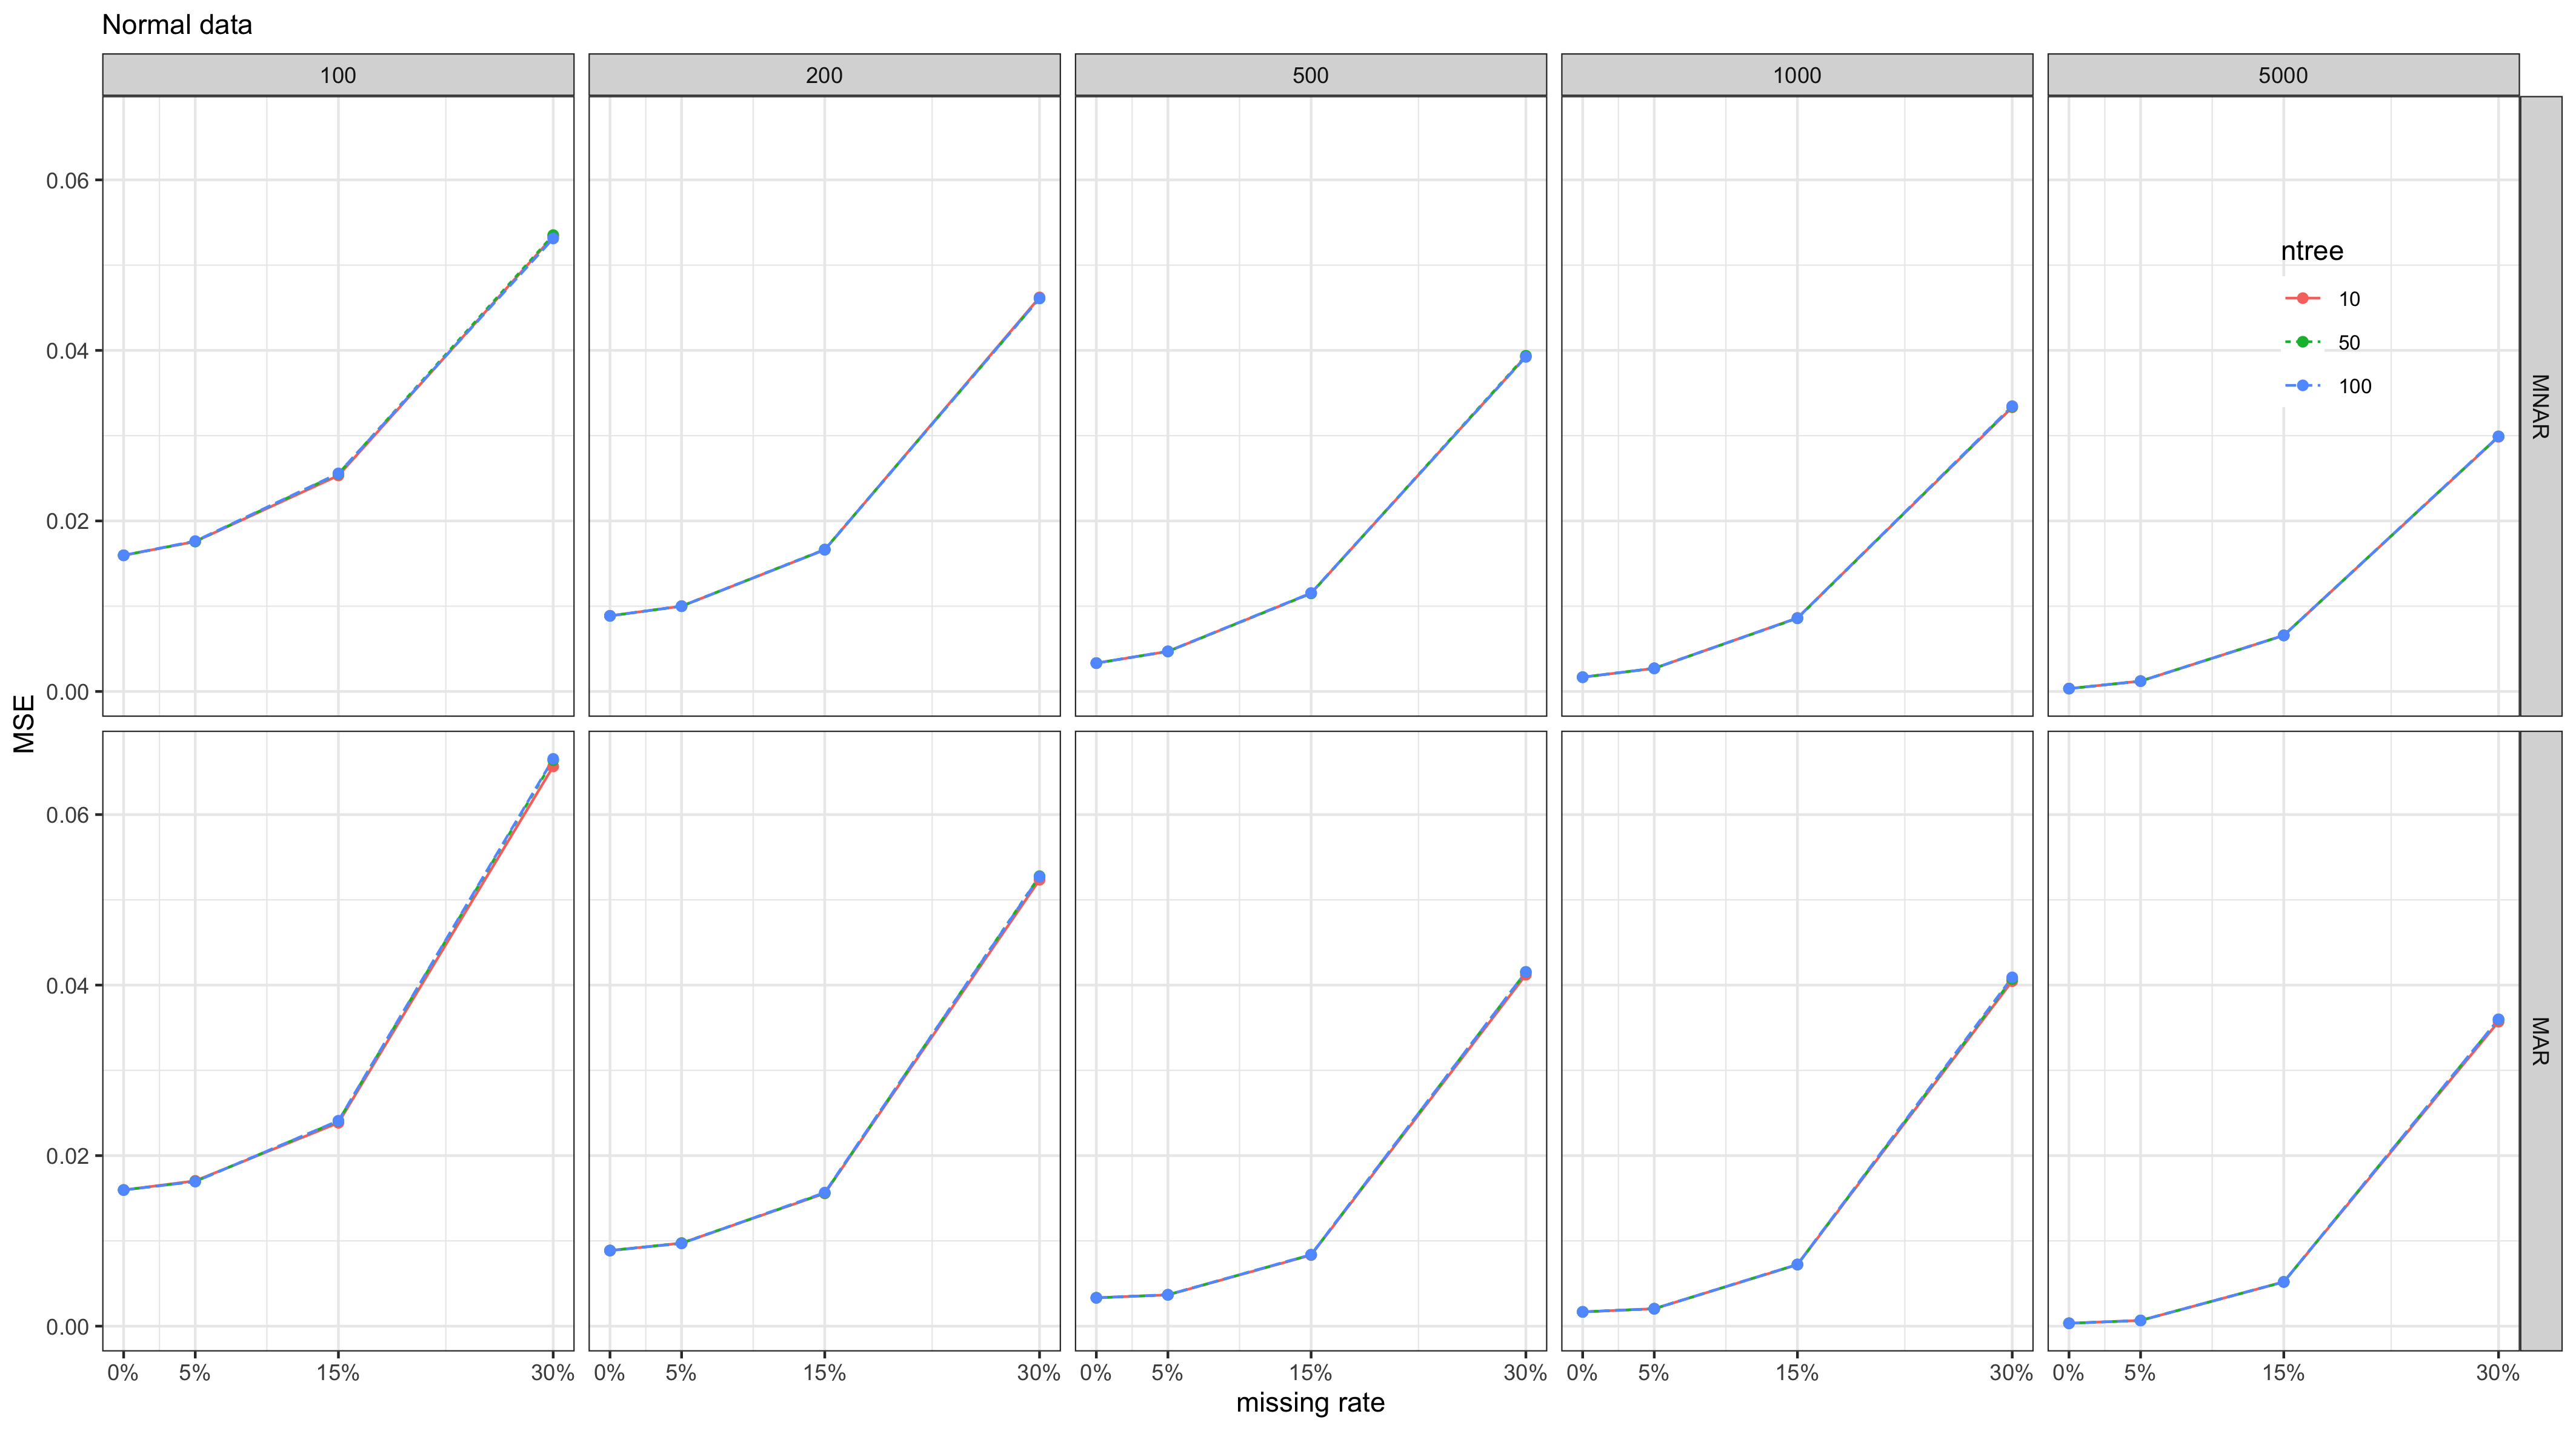 Normal data
100 200 500 1000 5000
0.06
0.04
0.02
0.00
ntree
10
50
100
MNAR
MSE
0.06
0.04
0.02
0.00
MAR
0% 5% 15% 30% 0% 5% 15% 30% 0% 5% 15% 30% 0% 5% 15% 30% 0% 5% 15% 30%
missing rate